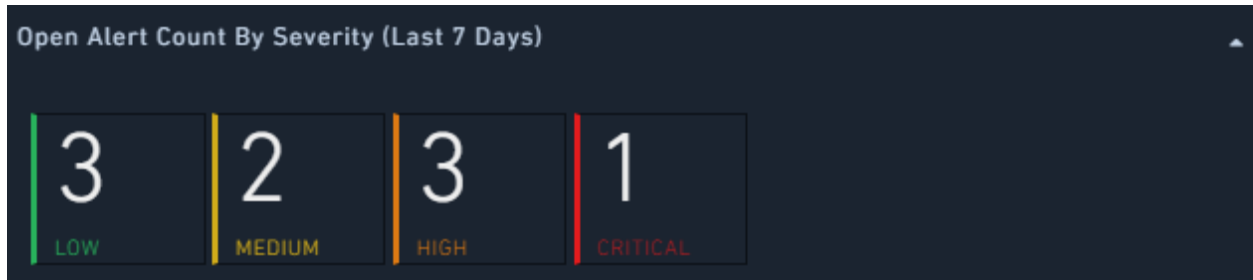 Open Alert Count By Severity (Last 7 Days)
3 2 3 1
LOW MEDIUM HIGH CRITICAL